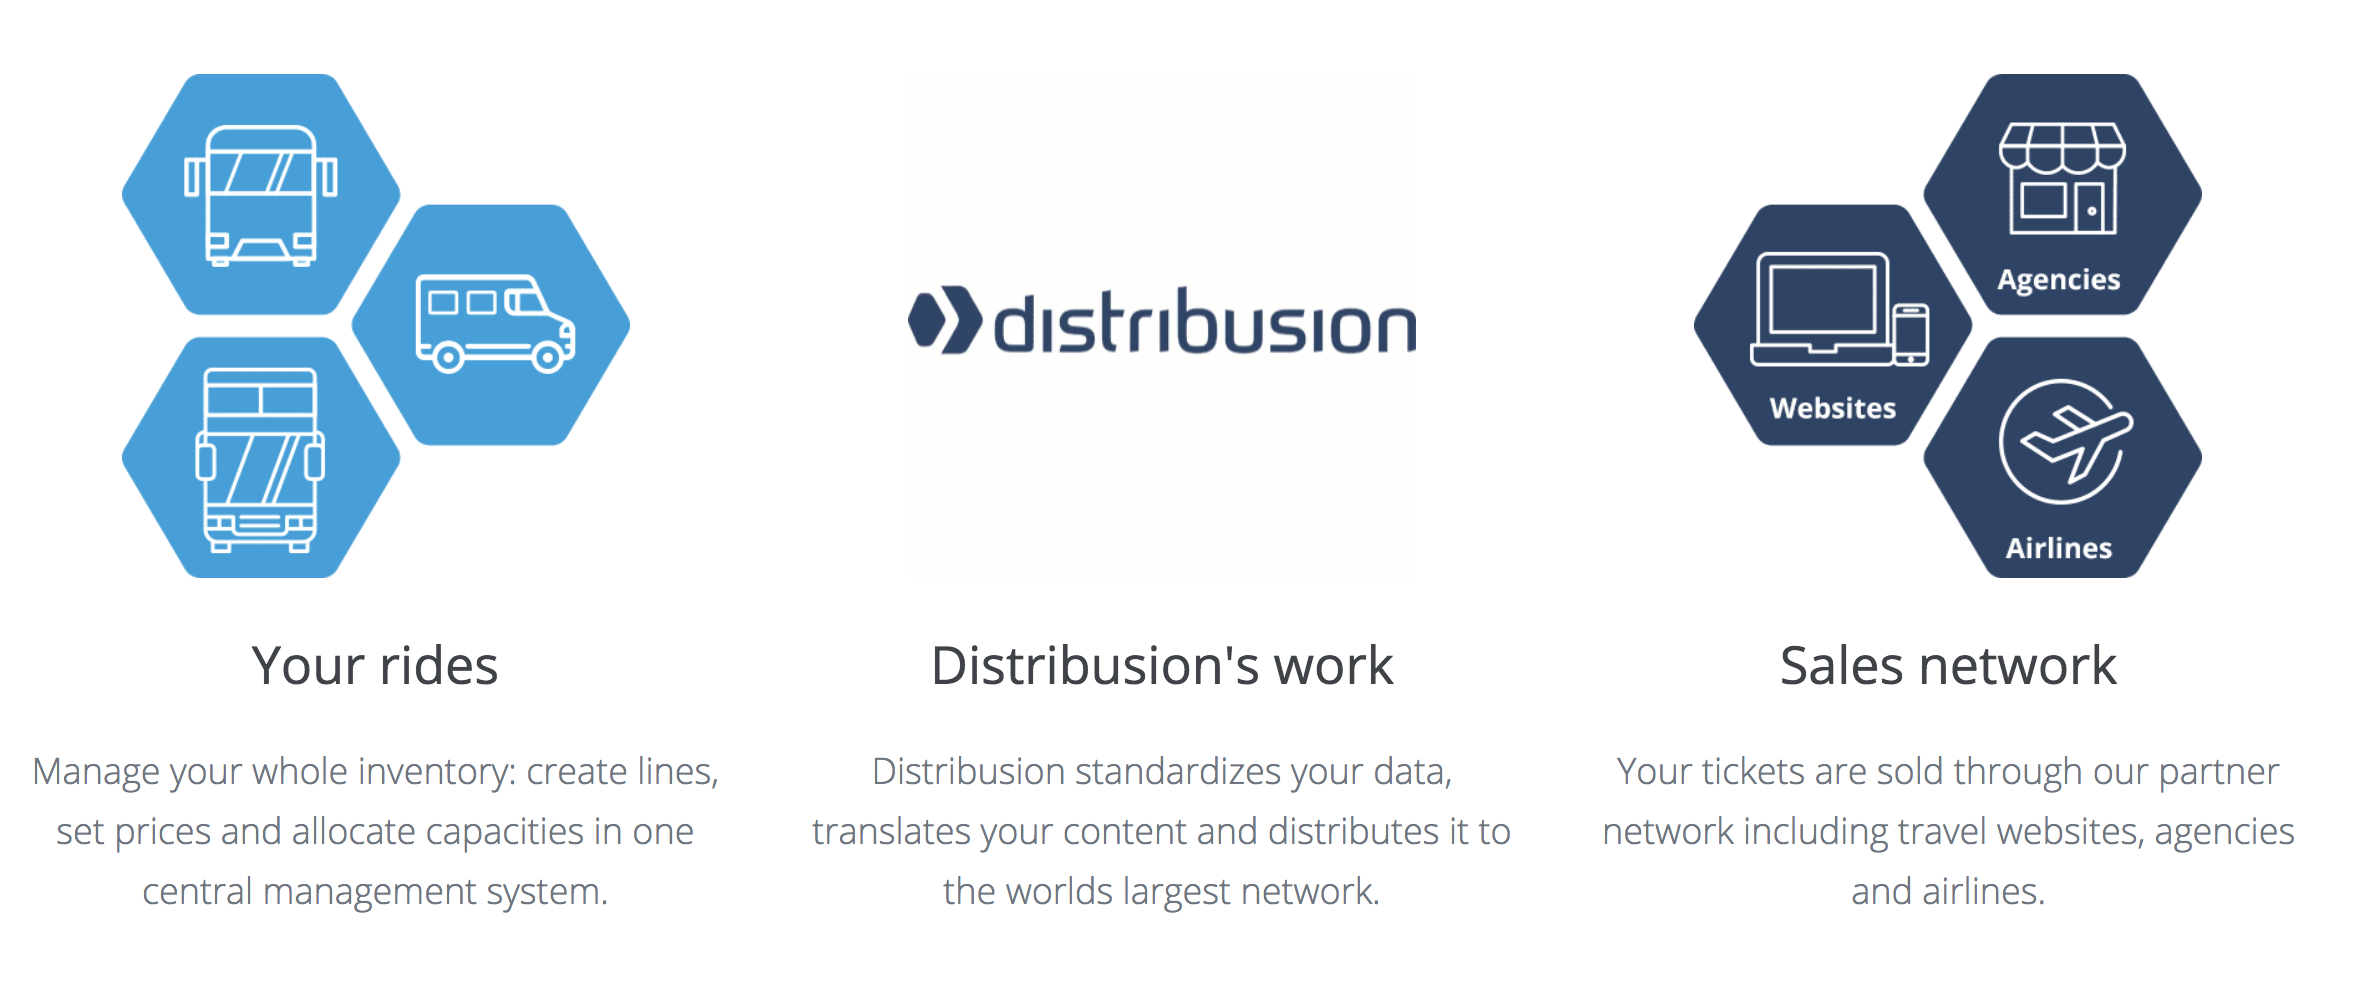 distribusion
Agencies
Websites
Airlines
Your rides
Manage your whole inventory: create lines,
set prices and allocate capacities in one
central management system.
Distribusion's work
Distribusion standardizes your data,
translates your content and distributes it to
the worlds largest network.
Sales network
Your tickets are sold through our partner
network including travel websites, agencies
and airlines.